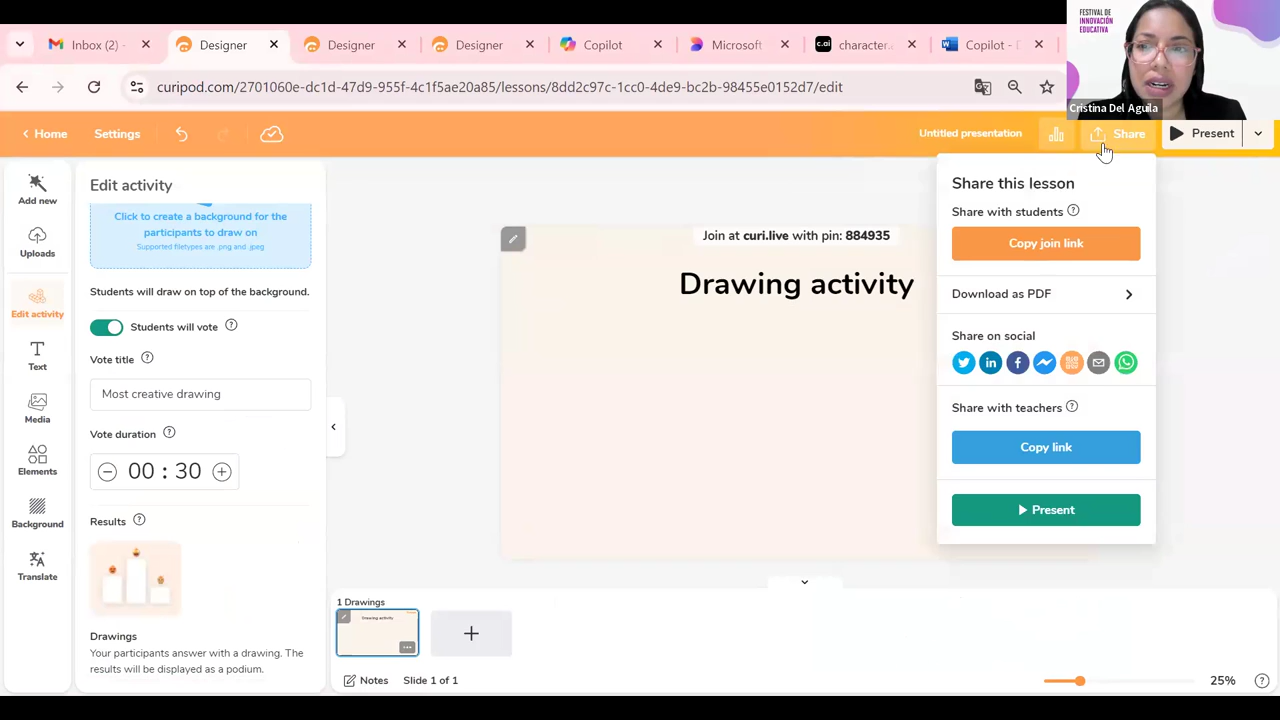 Inbox (2)
Designer
Designer
Designer
Copilot
Microsoft
c.ai
character.
Copilot - D
FESTIVAL DE
INNOVACIÓN
EDUCATIVA
Cristina Del Aguila
curipod.com/2701060e-dc1d-47d9-955f-4c1f5ae20a85/lessons/8dd2c97c-1cc0-4de9-bc2b-98455e0152d7/edit
Home
Settings
Untitled presentation
Share
Present
Add new
Uploads
Edit activity
Text
Media
Elements
Background
Translate
Edit activity
Click to create a background for the
participants to draw on
Supported filetypes are .png and .jpeg
Students will draw on top of the background.
Students will vote
Vote title
Most creative drawing
Vote duration
00 : 30
Results
Drawings
Your participants answer with a drawing. The
results will be displayed as a podium.
Join at curi.live with pin: 884935
Drawing activity
Share this lesson
Share with students
Copy join link
Download as PDF
Share on social
Share with teachers
Copy link
Present
1 Drawings
Drawing activity
Notes
Slide 1 of 1
25%